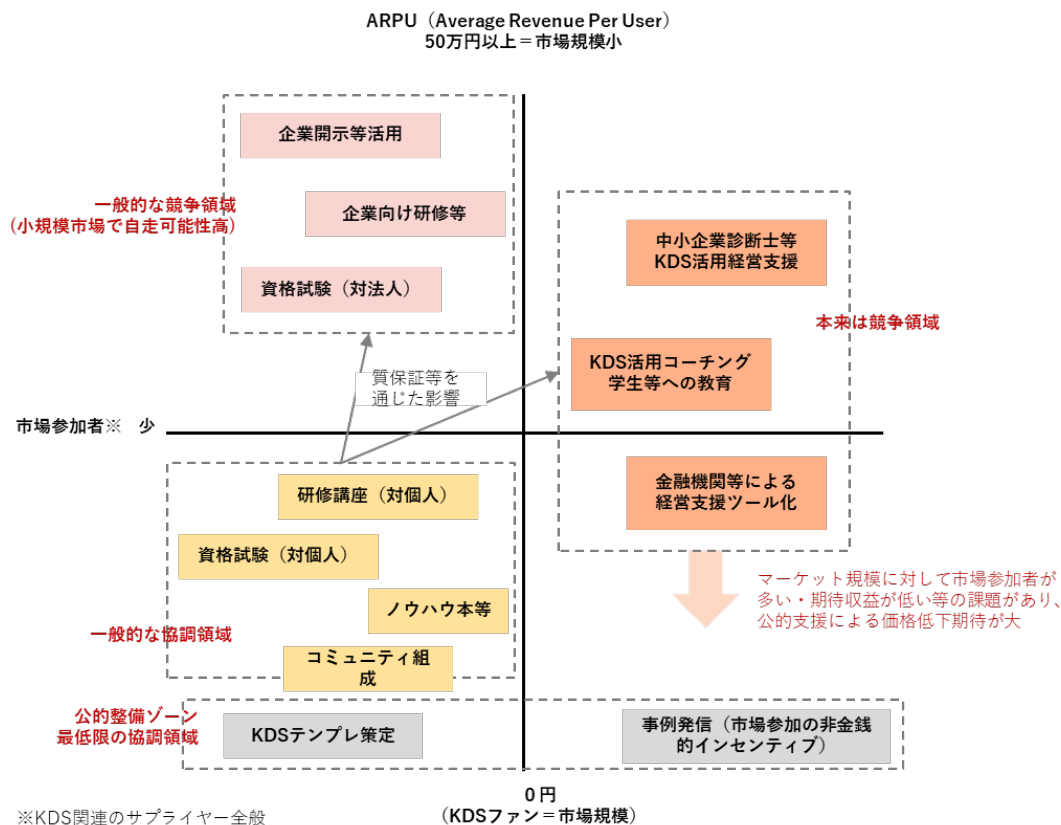 ARPU（Average Revenue Per User）
50万円以上＝市場規模小
企業開示等活用
一般的な競争領域
(小規模市場で自走可能性高)
企業向け研修等
資格試験（対法人）
中小企業診断士等
KDS活用経営支援
本来は競争領域
KDS活用コーチング
学生等への教育
質保証等を
通じた影響
市場参加者※　少
金融機関等による
経営支援ツール化
研修講座（対個人）
資格試験（対個人）
ノウハウ本等
一般的な協調領域
コミュニティ組
成
マーケット規模に対して市場参加者が
多い・期待収益が低い等の課題があり、
公的支援による価格低下期待が大
公的整備ゾーン
最低限の協調領域
KDSテンプレ策定
事例発信（市場参加の非金銭
的インセンティブ）
０円
（KDSファン＝市場規模）
※KDS関連のサプライヤー全般